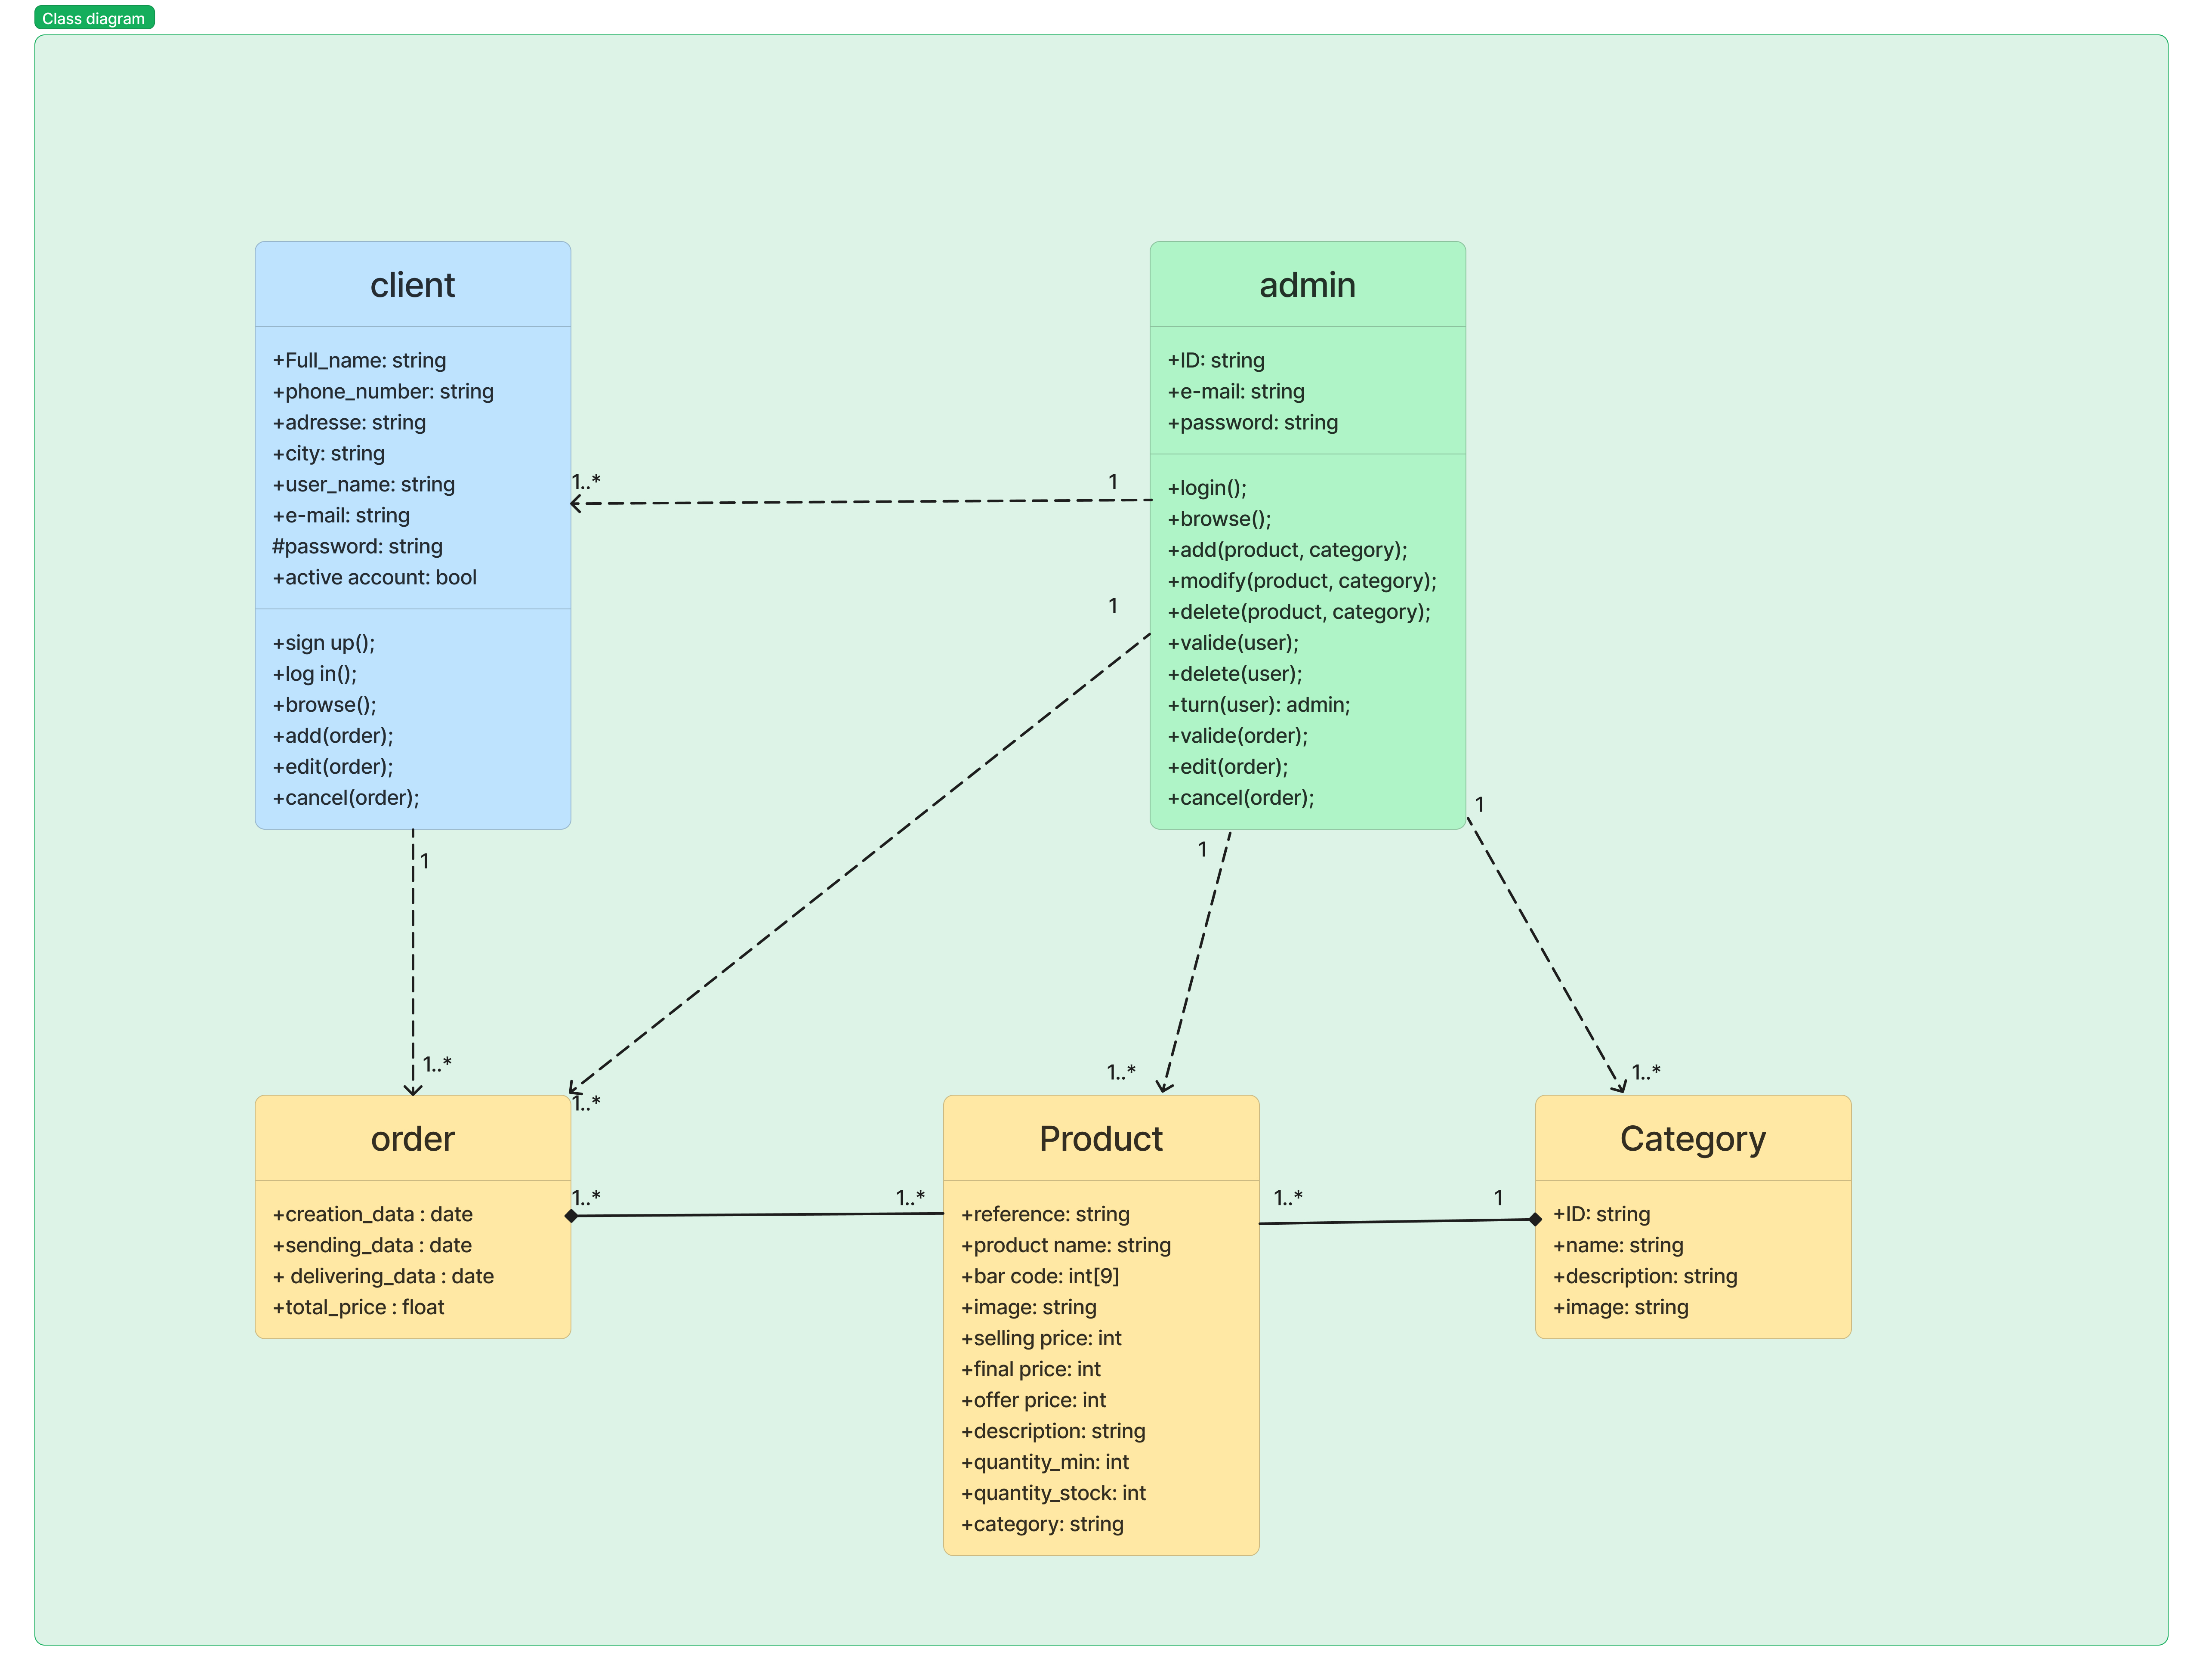 Class diagram
client
+Full_name: string
+phone_number: string
+adresse: string
+city: string
+user_name: string
+e-mail: string
#password: string
+active account: bool
+sign up();
+log in();
+browse();
+add(order);
+edit(order);
+cancel(order);
1..*
1
admin
+ID: string
+e-mail: string
+password: string
+login();
+browse();
+add(product, category);
+modify(product, category);
+delete(product, category);
+valide(user);
+delete(user);
+turn(user): admin;
+valide(order);
+edit(order);
+cancel(order);
1
1
1
1
1..*
1..*
1..*
1..*
order
+creation_data : date
+sending_data : date
+ delivering_data : date
+total_price : float
1..*
1..*
Product
+reference: string
+product name: string
+bar code: int[9]
+image: string
+selling price: int
+final price: int
+offer price: int
+description: string
+quantity_min: int
+quantity_stock: int
+category: string
1..*
1
Category
+ID: string
+name: string
+description: string
+image: string